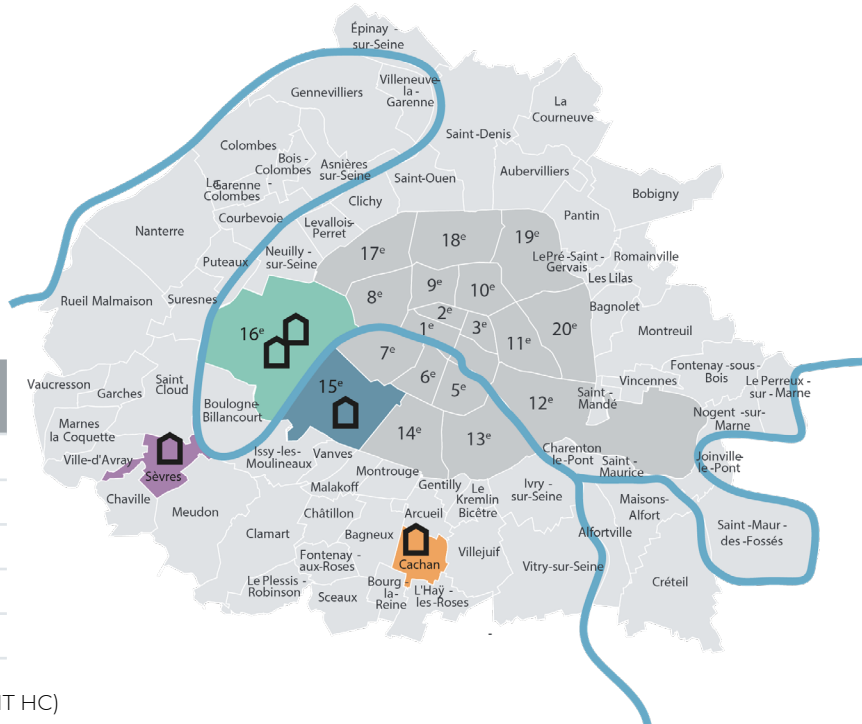 Épinay -
sur-Seine
Villeneuve-
la -
Garenne
Gennevilliers
La
Courneuve
Saint-Denis
Colombes
Bois -
Colombes
Asnières
sur-Seine
Aubervilliers
La
Garenne -
Colombes
Saint-Ouen
Bobigny
Clichy
Courbevoie
Levallois-
Perret
Pantin
Nanterre
Neuilly -
sur-Seine
17e
18e
19e
Le Pré -Saint -
Gervais
Romainville
Puteaux
Les Lilas
Rueil Malmaison
Suresnes
8e
9e
10e
Bagnolet
16e
2e
1e
3e
11e
20e
Montreuil
7e
Vaucresson
Garches
Saint
Cloud
15e
6e
5e
Fontenay -sous-
Bois
Vincennes
Le Perreux -
sur -Marne
Boulogne-
Billancourt
12e
Saint -
Mandé
Nogent -sur-
Marne
Marnes
la Coquette
14e
13e
Ville-d'Avray
Sèvres
Issy -les-
Moulineaux
Vanves
Charenton
le-Pont
Saint -
Maurice
Joinville-
le-Pont
Montrouge
Malakoff
Gentilly
Le
Kremlin
Bicêtre
Ivry -
sur-Seine
Chaville
Meudon
Châtillon
Arcueil
Maisons-
Alfort
Clamart
Bagneux
Alfortville
Saint -Maur -
des -Fossés
Fontenay -
aux-Roses
Cachan
Villejuif
Vitry-sur-Seine
Le Plessis -
Robinson
Sceaux
Bourg -
la-
Reine
L'Haÿ -
les-Roses
Créteil
-
IT HC)